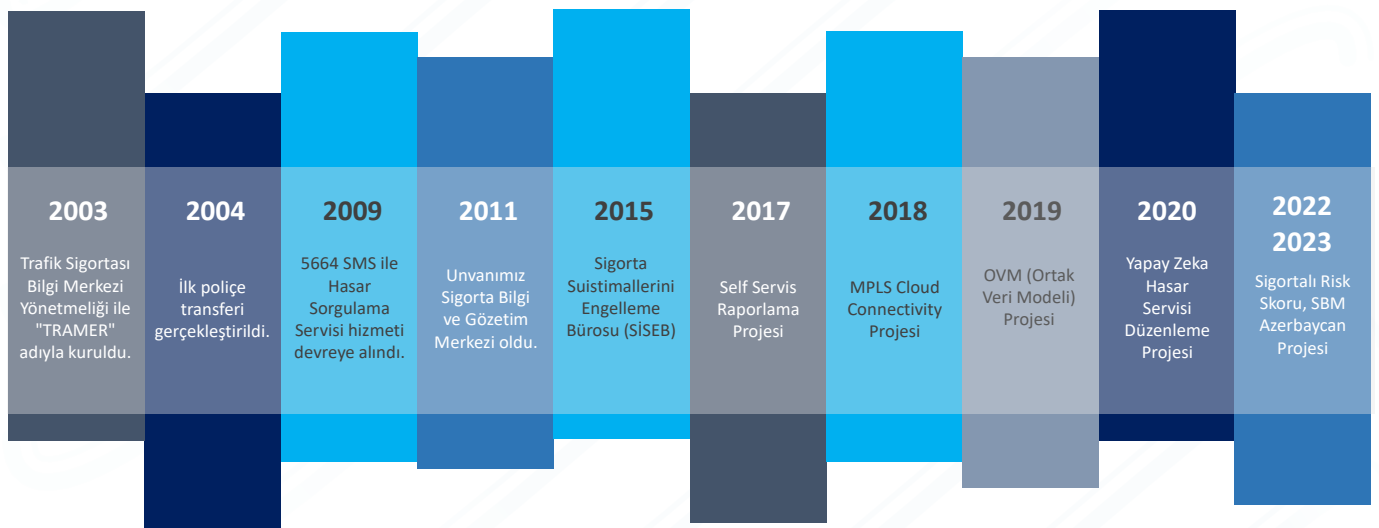 2003
Trafik Sigortası
Bilgi Merkezi
Yönetmeliği ile
"TRAMER"
adıyla kuruldu.
2004
İlk poliçe
transferi
gerçekleştirildi.
2009
5664 SMS ile
Hasar
Sorgulama
Servisi hizmeti
devreye alındı.
2011
Unvanımız
Sigorta Bilgi
ve Gözetim
Merkezi oldu.
2015
Sigorta
Suistimallerini
Engelleme
Bürosu (SİSEB)
2017
Self Servis
Raporlama
Projesi
2018
MPLS Cloud
Connectivity
Projesi
2019
OVM (Ortak
Veri Modeli)
Projesi
2020
Yapay Zeka
Hasar
Servisi
Düzenleme
Projesi
2022
2023
Sigortalı Risk
Skoru, SBM
Azerbaycan
Projesi